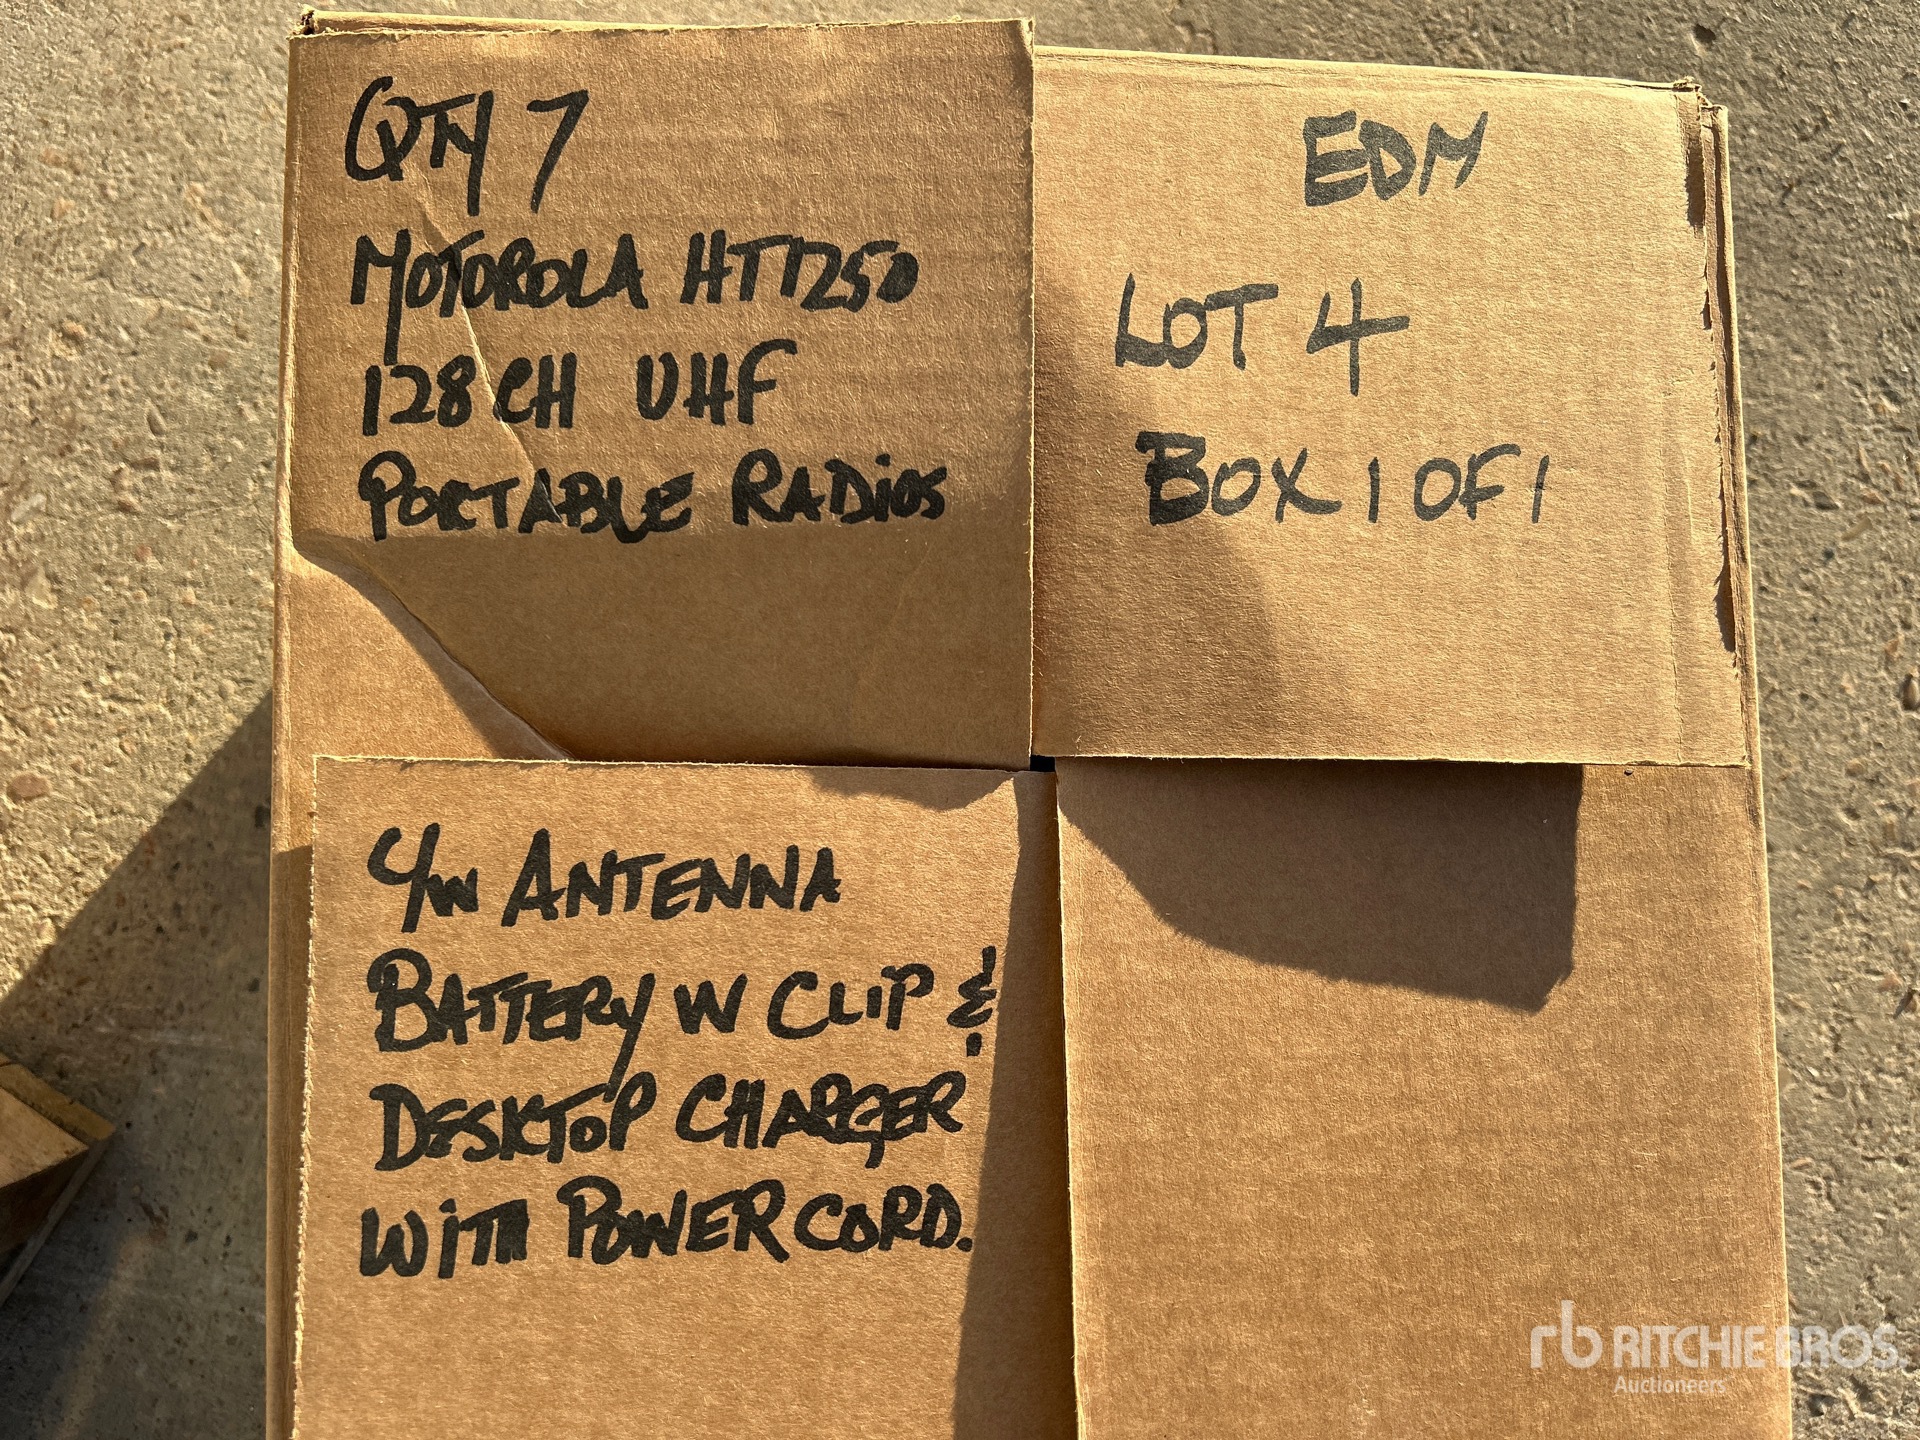 QTY 7
MOTOROLA HT1250
128 CH UHF
PORTABLE RADiOS
EDM
LOT 4
BOX 1 OF 1
C/W ANTENNA
BATTERY W CLIP &
DESKTOP CHARGER
WiTH POWER CORD.
rb RITCHIE BROS.
Auctioneers